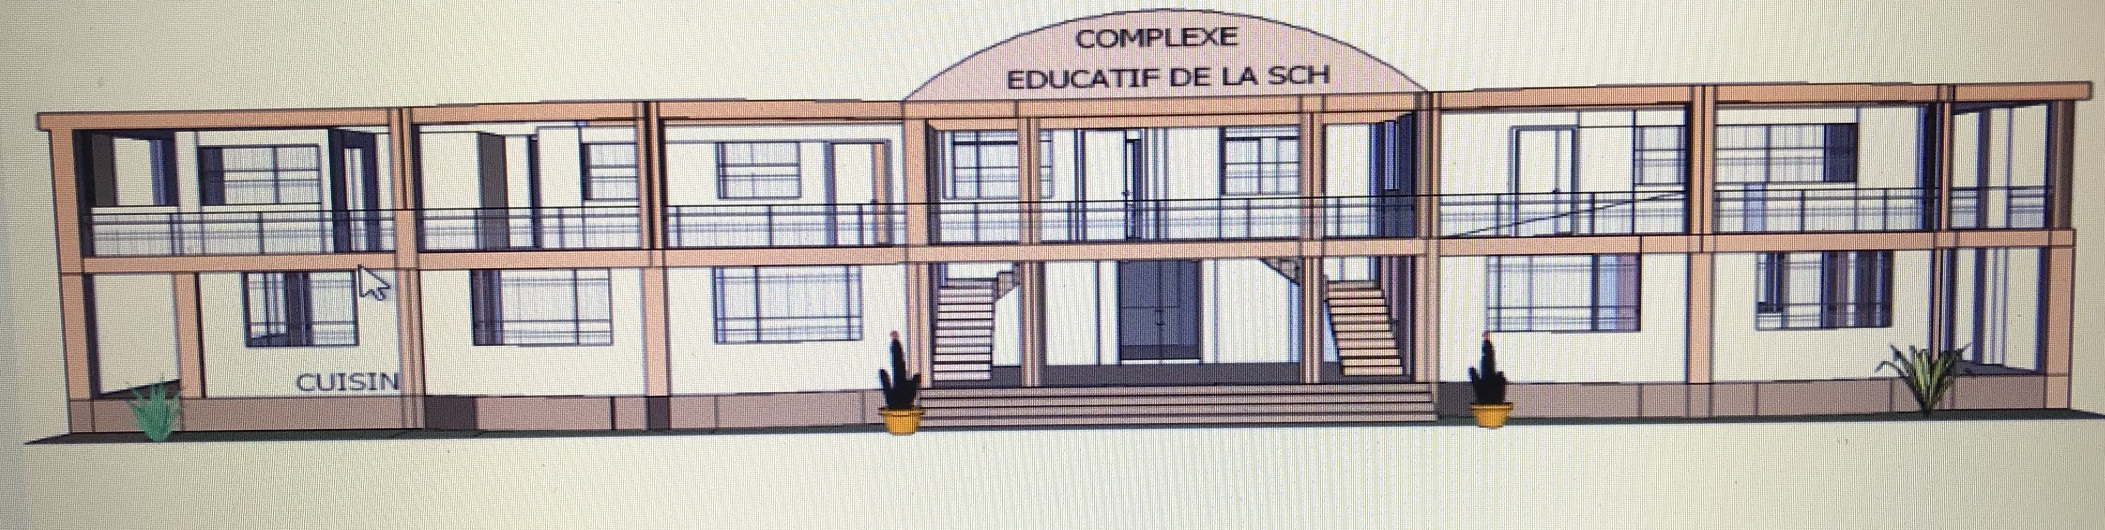 COMPLEXE
EDUCATIF DE LA SCH
CUISIN